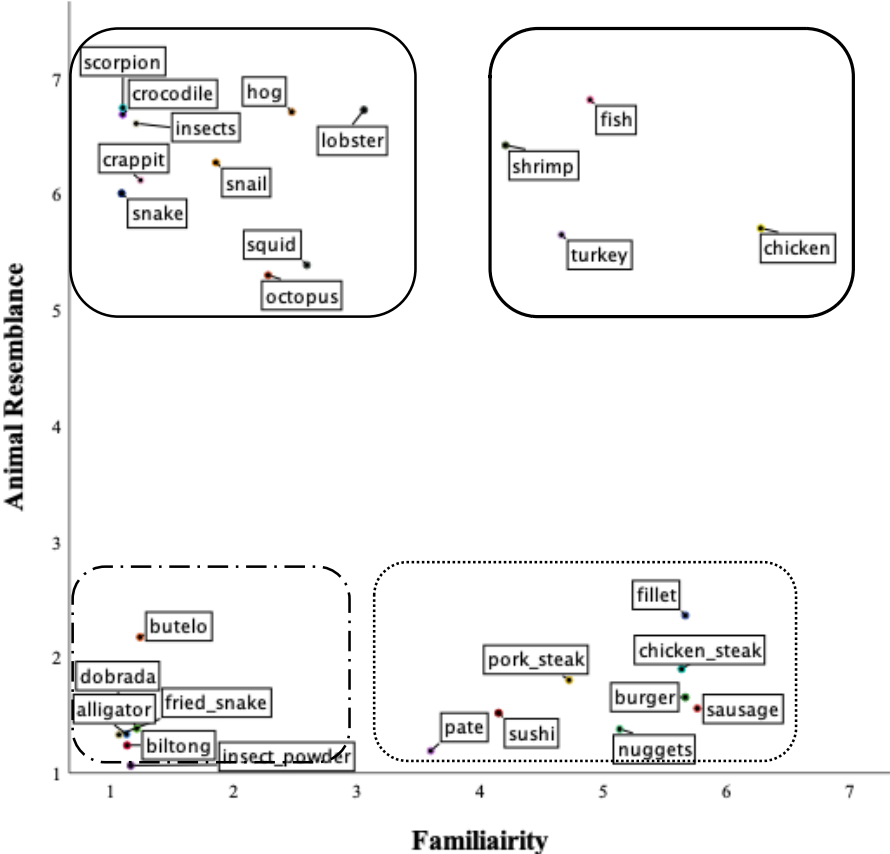 7
scorpion
crocodile
hog
insects
lobster
fish
crappit
shrimp
6
snail
snake
squid
turkey
chicken
octopus
5
Animal Resemblance
4
3
fillet
butelo
2
chicken_steak
pork_steak
dobrada
burger
fried_snake
alligator
sausage
pate
sushi
biltong
nuggets
insect_powder
1
1 2 3 4 5 6 7
Familiairity